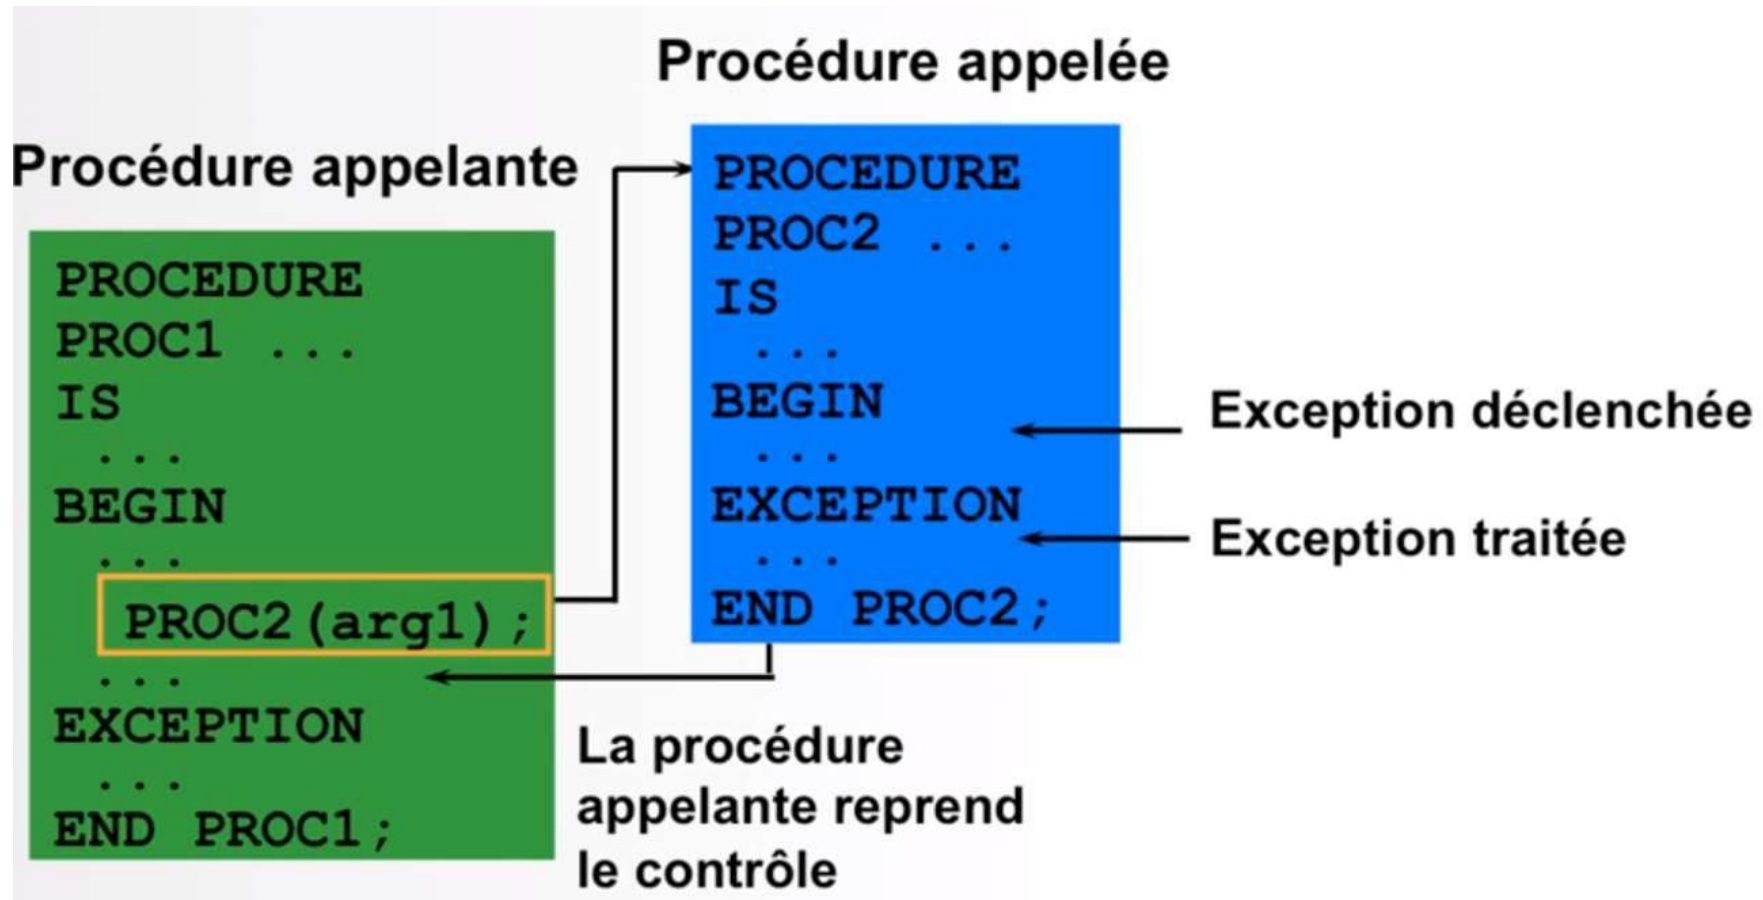 Procédure appelante
PROCEDURE
PROC1 ...
IS
...
BEGIN
...
PROC2(arg1);
...
EXCEPTION
...
END PROC1;
Procédure appelée
PROCEDURE
PROC2 ...
IS
...
BEGIN
...
EXCEPTION
...
END PROC2;
Exception déclenchée
Exception traitée
La procédure
appelante reprend
le contrôle